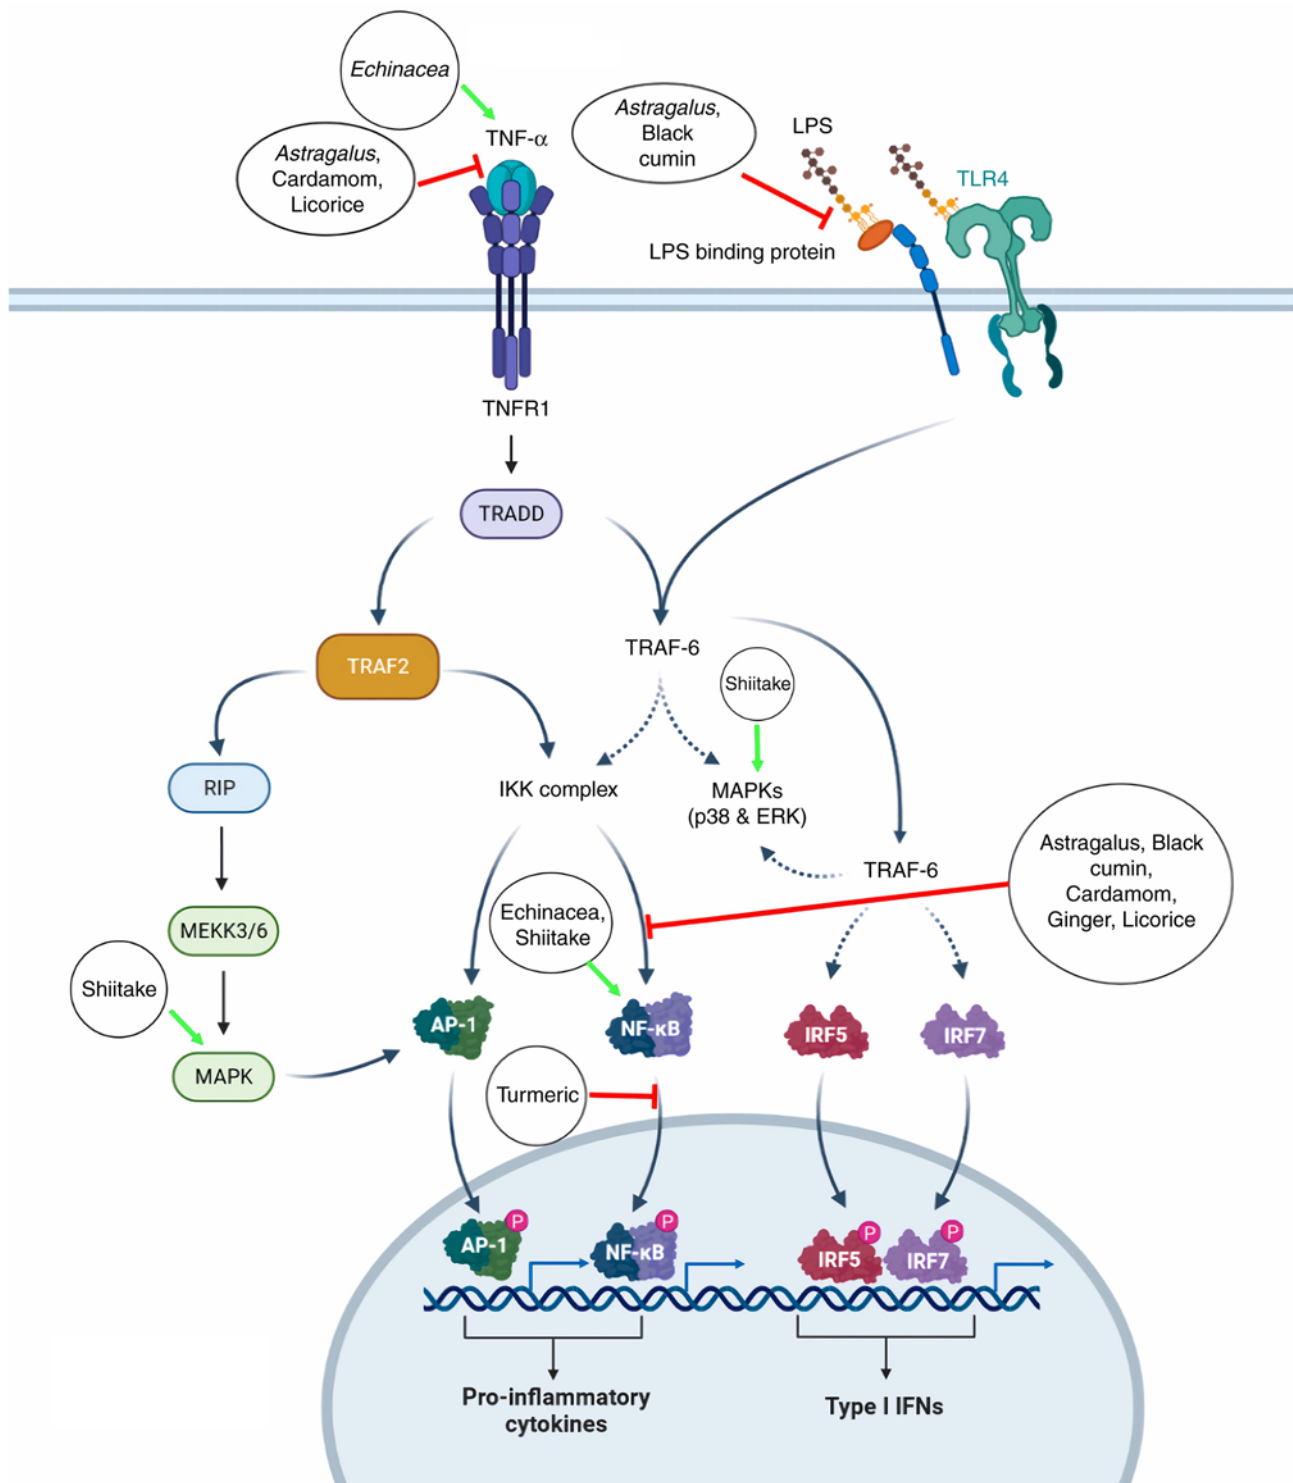 Echinacea
TNF-α
Astragalus,
Cardamom,
Licorice
Astragalus,
Black
cumin
LPS
TLR4
LPS binding protein
TNFR1
TRADD
TRAF2
TRAF-6
Shiitake
RIP
IKK complex
MAPKs
(p38 & ERK)
TRAF-6
Astragalus, Black
cumin,
Cardamom,
Ginger, Licorice
MEKK3/6
Echinacea,
Shiitake
Shiitake
MAPK
AP-1
NF-κB
IRF5
IRF7
Turmeric
AP-1
P
NF-κB
P
IRF5
P
IRF7
P
Pro-inflammatory
cytokines
Type I IFNs